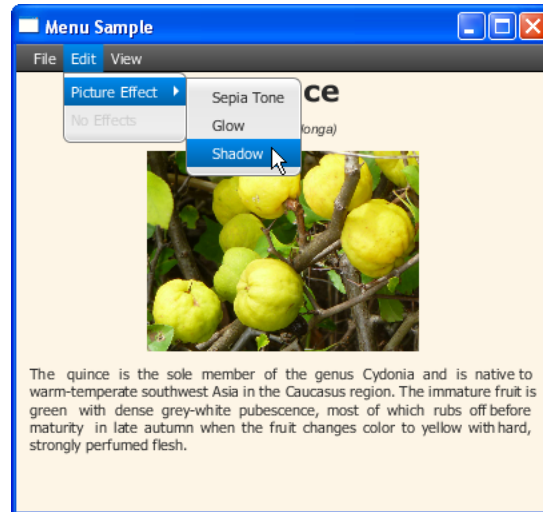 Menu Sample
File Edit View
Picture Effect
No Effects
Sepia Tone
Glow
Shadow
ce
longa)
The quince is the sole member of the genus Cydonia and is native to
warm-temperate southwest Asia in the Caucasus region. The immature fruit is
green with dense grey-white pubescence, most of which rubs off before
maturity in late autumn when the fruit changes color to yellow with hard,
strongly perfumed flesh.